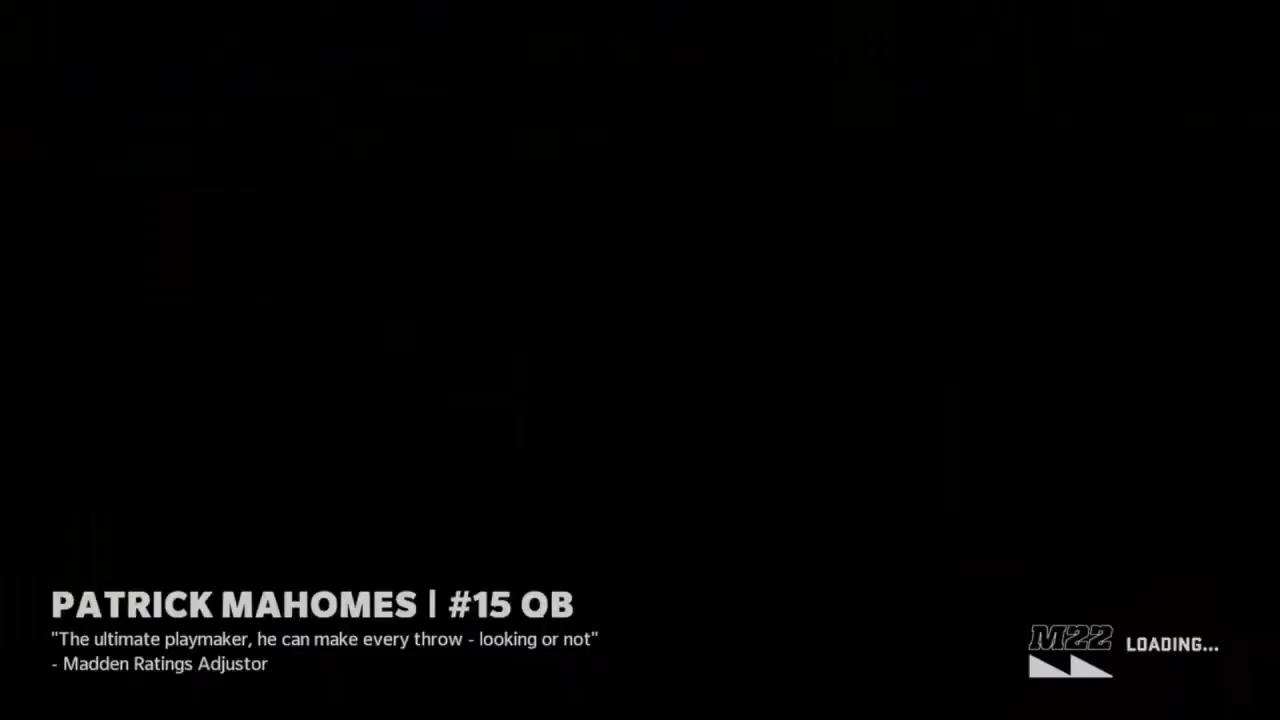 PATRICK MAHOMES | #15 QB
"The ultimate playmaker, he can make every throw - looking or not"
- Madden Ratings Adjustor
M22
LOADING...